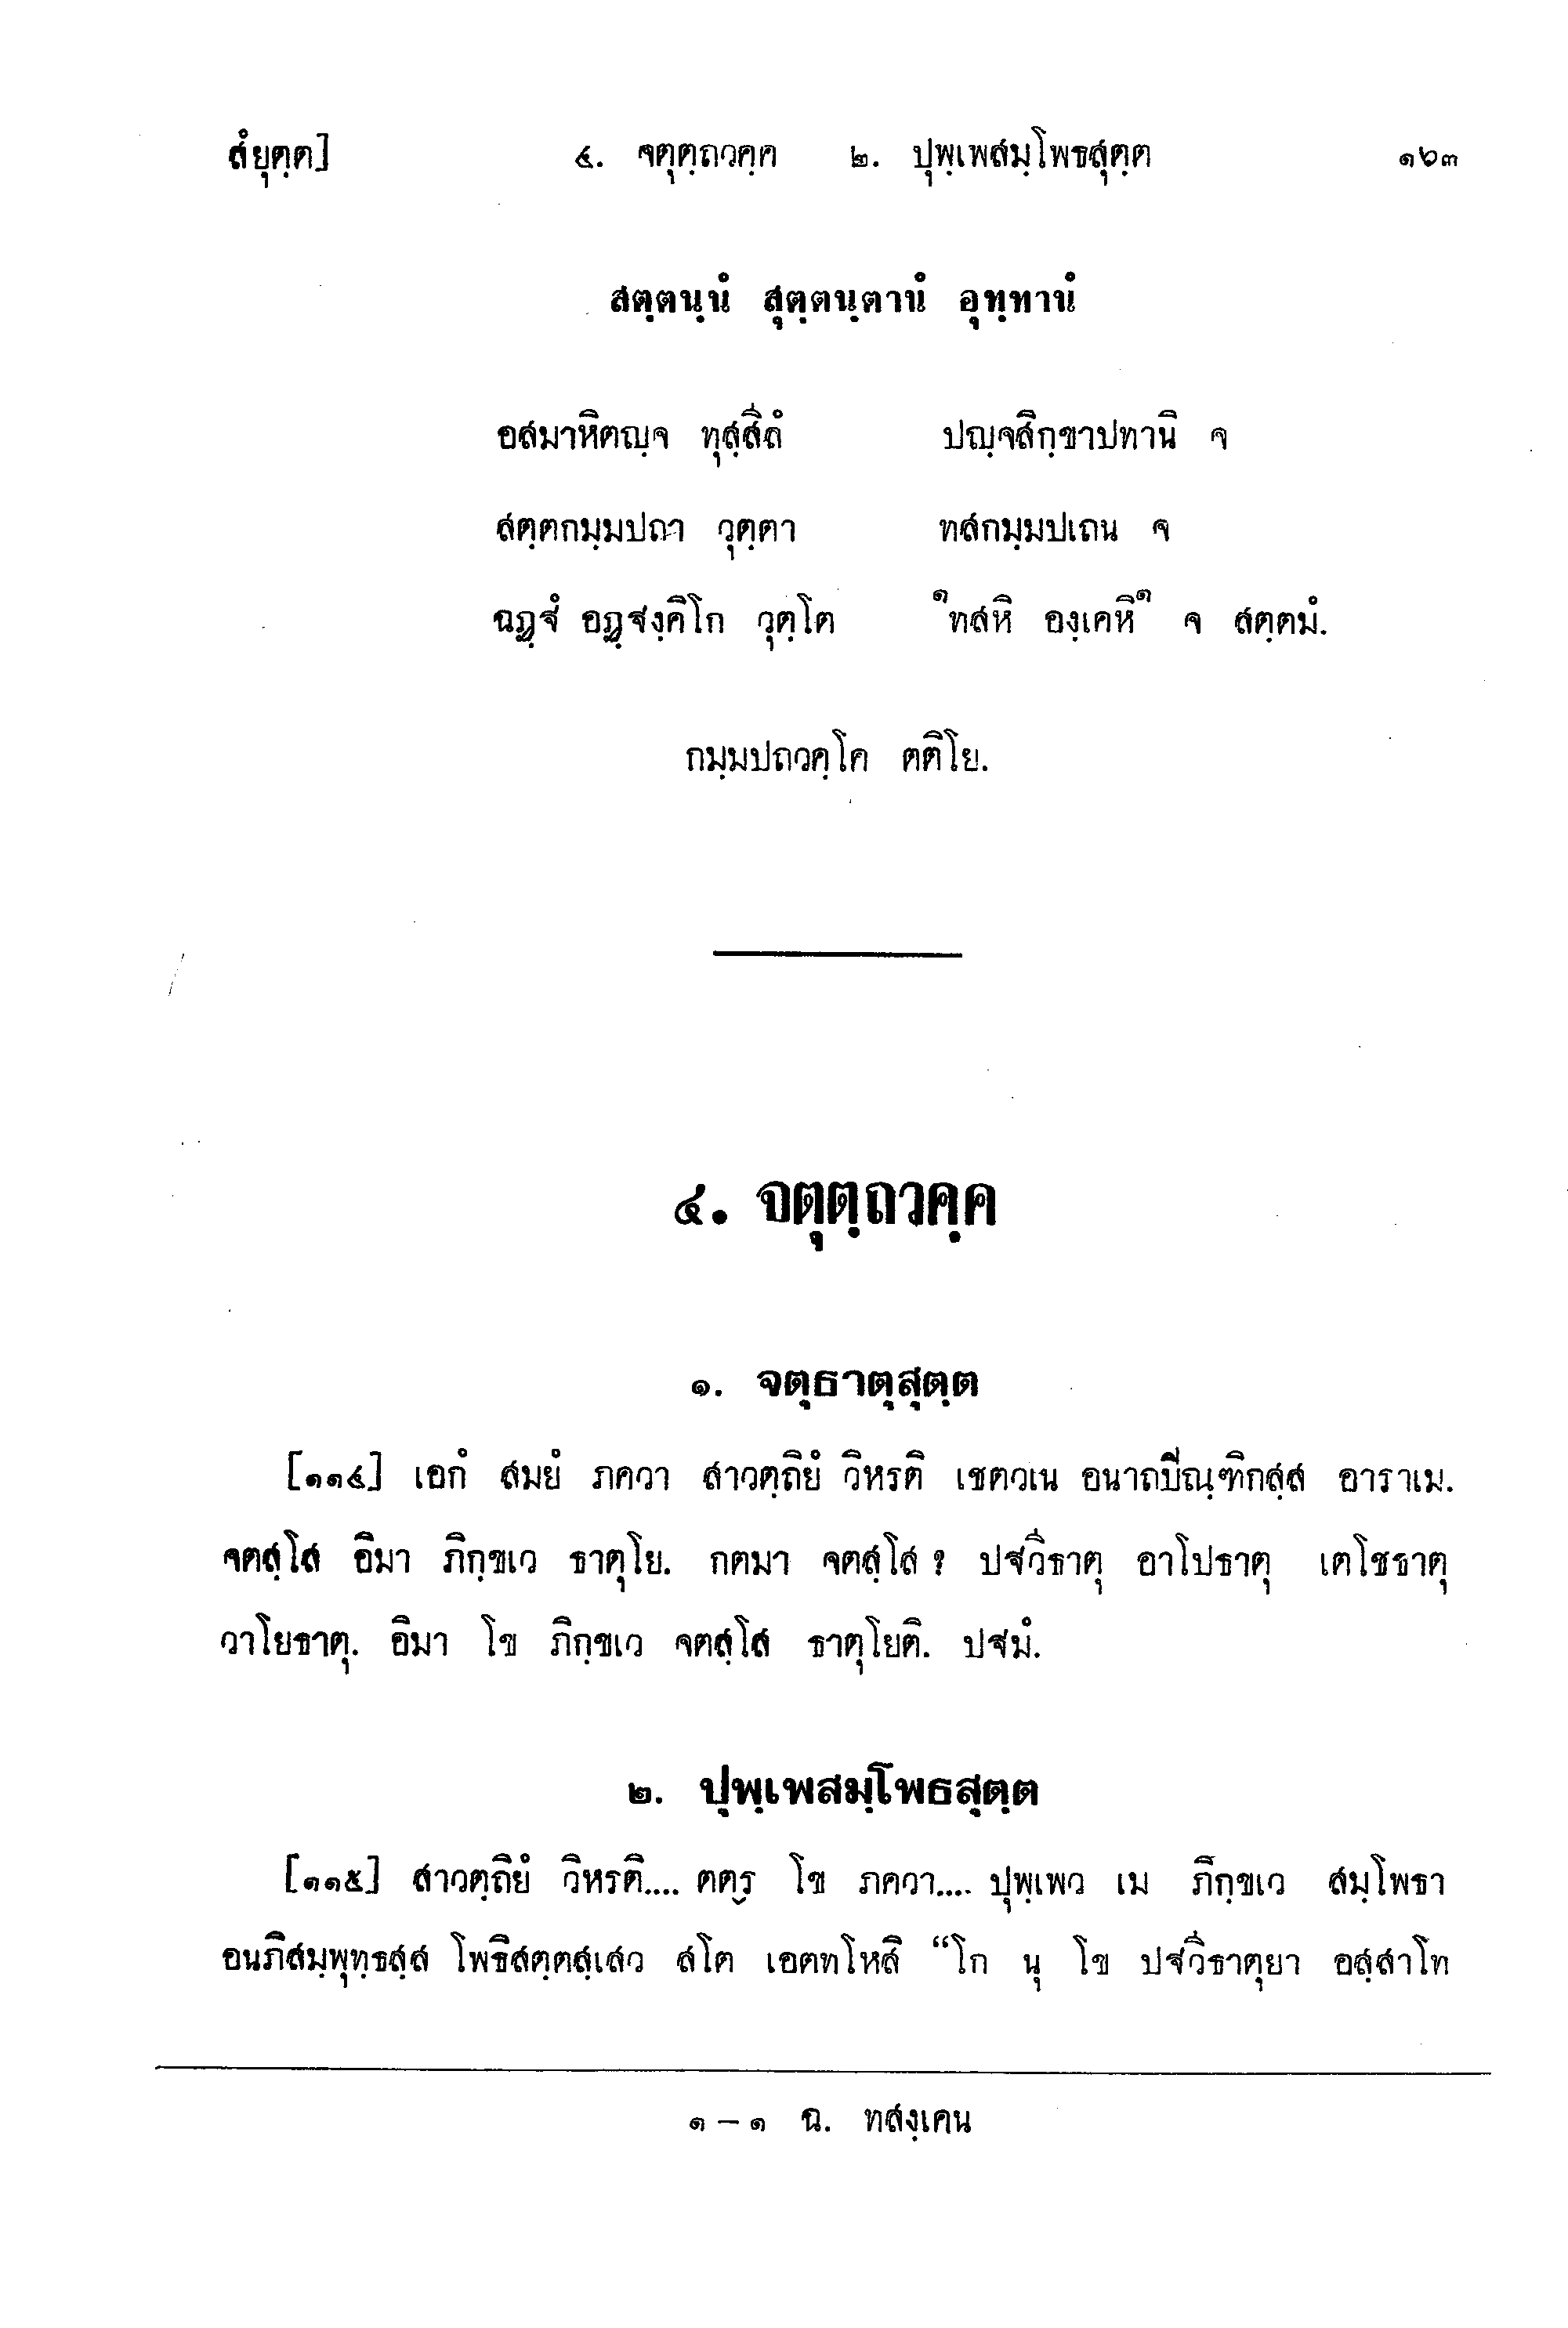 สํยุตฺต] ๔. จตุตฺถวคฺค ๒. ปุพฺเพสมฺโพธสุตฺต ๑๖๓
สตฺตนฺนํ สุตฺตนฺตานํ อุทฺทานํ
อสมาหิตญฺจ ทุสฺสีลํ ปญฺจสิกฺขาปทานิ จ
สตฺตกมฺมปถา วุตฺตา ทสกมฺมปเถน จ
ฉฏฺฐํ อฏฺฐงฺคิโก วุตฺโต ๑ทสหิ องฺเคหิ๑ จ สตฺตมํ.
กมฺมปถวคฺโค ตติโย.
๔. จตุตฺถวคฺค
๑. จตุธาตุสุตฺต
[๑๑๔] เอกํ สมยํ ภควา สาวตฺถิยํ วิหรติ เชตวเน อนาถปิณฺฑิกสฺส อาราเม.
จตสฺโส อิมา ภิกฺขเว ธาตุโย. กตมา จตสฺโส ? ปฐวีธาตุ อาโปธาตุ เตโชธาตุ
วาโยธาตุ. อิมา โข ภิกฺขเว จตสฺโส ธาตุโยติ. ปฐมํ.
๒. ปุพฺเพสมฺโพธสุตฺต
[๑๑๕] สาวตฺถิยํ วิหรติ.... ตตฺร โข ภควา.... ปุพฺเพว เม ภิกฺขเว สมฺโพธา
อนภิสมฺพุทฺธสฺส โพธิสตฺตสฺเสว สโต เอตทโหสิ “โก นุ โข ปฐวีธาตุยา อสฺสาโท
๑ – ๑ ฉ. ทสงฺเคน